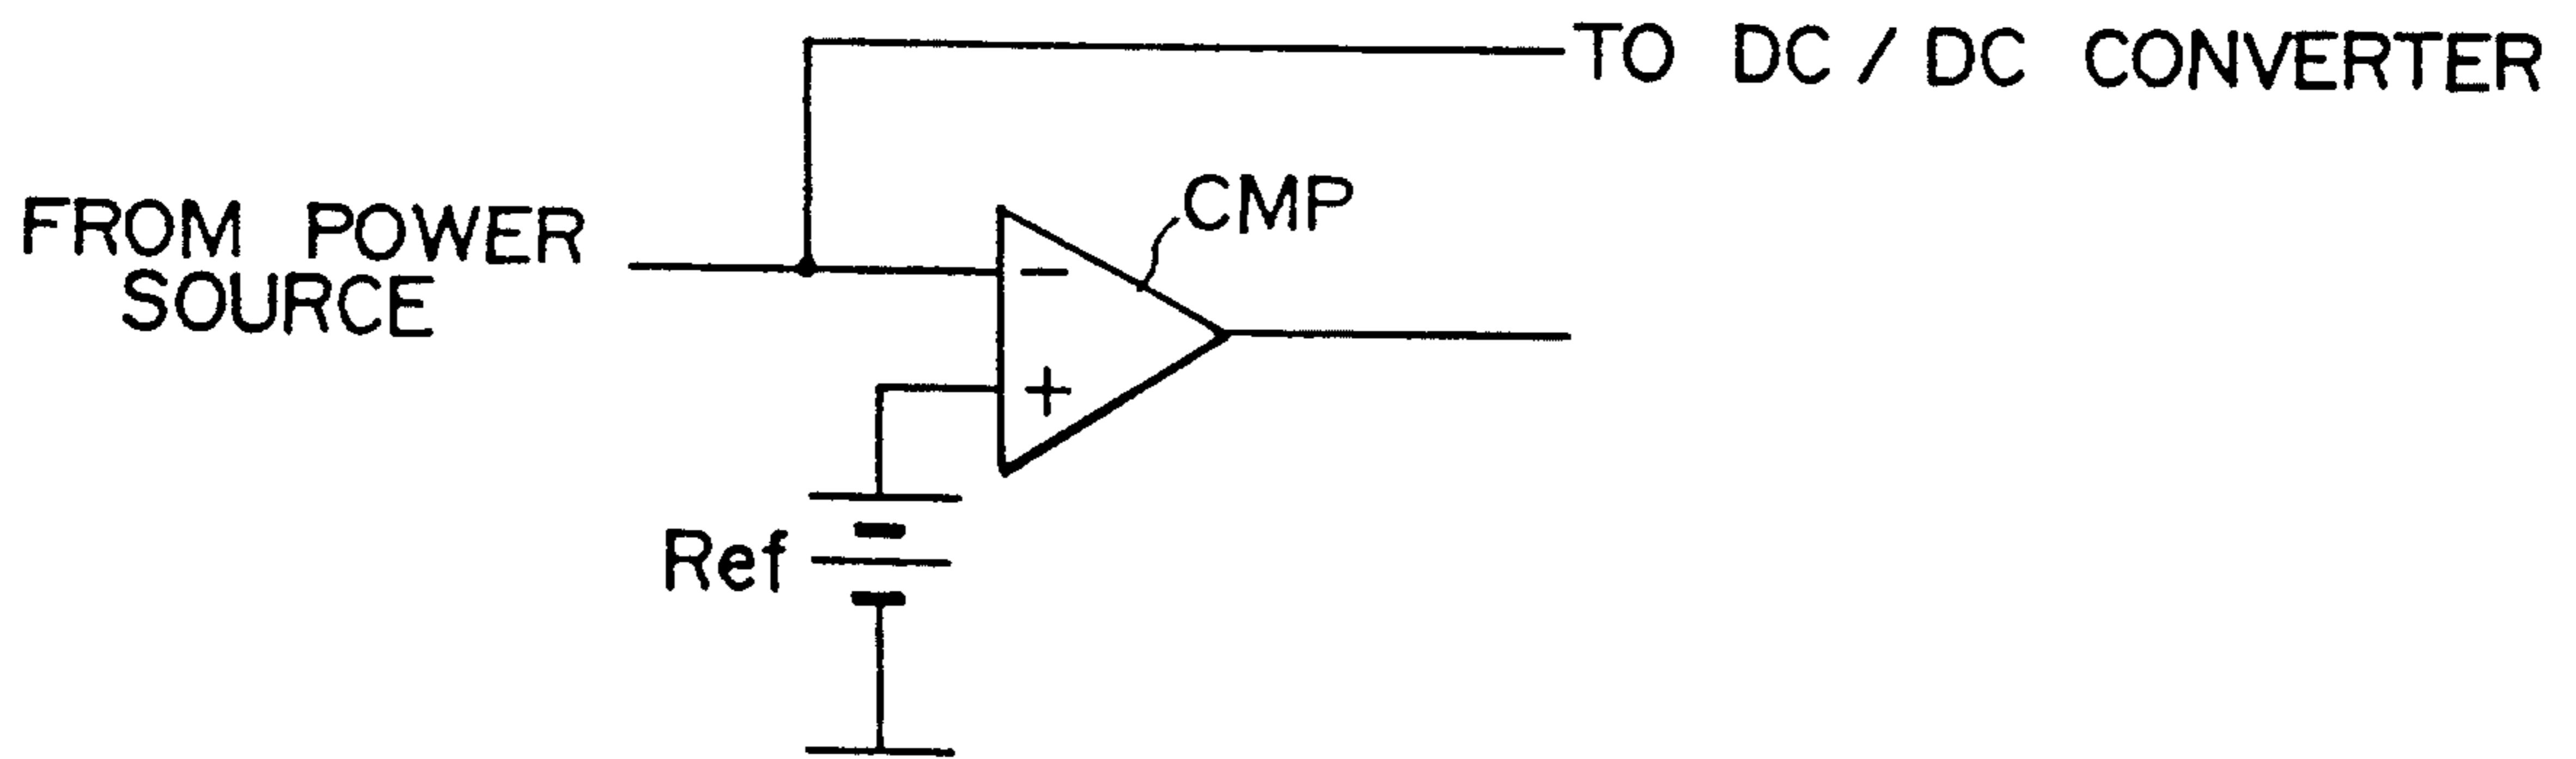 TO DC / DC CONVERTER
CMP
FROM POWER
SOURCE
−
+
Ref